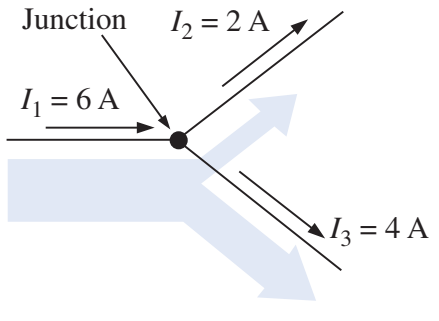 Junction
I₂ = 2 A
I₁ = 6 A
I₃ = 4 A